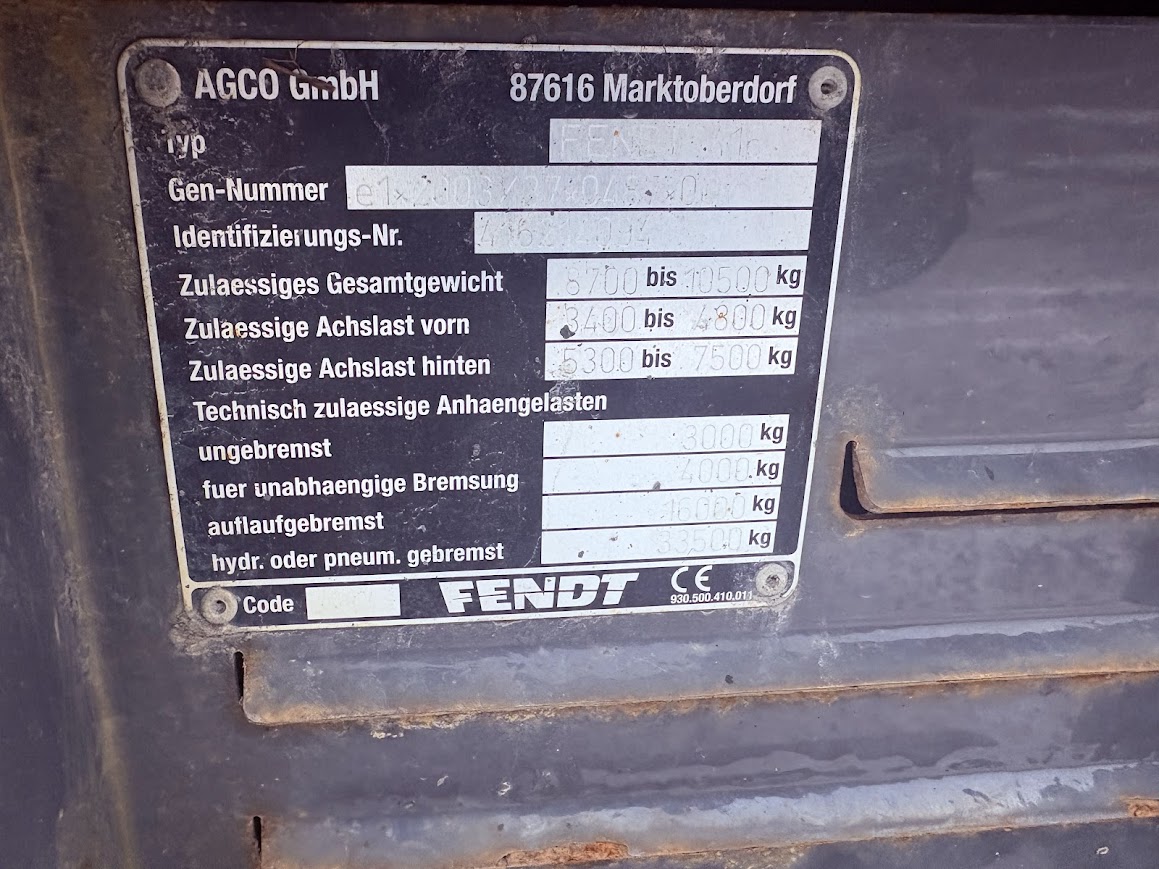 AGCO GmbH 87616 Marktoberdorf
Typ FENDT
Gen-Nummer
Identifizierungs-Nr.
Zulaessiges Gesamtgewicht 8700 bis 10500 kg
Zulaessige Achslast vorn 3400 bis 4800 kg
Zulaessige Achslast hinten 5300 bis 7500 kg
Technisch zulaessige Anhaengelasten
ungebremst 3000 kg
fuer unabhaengige Bremsung 4000 kg
auflaufgebremst 16000 kg
hydr. oder pneum. gebremst 33500 kg
Code FENDT CE 930.500.410.011